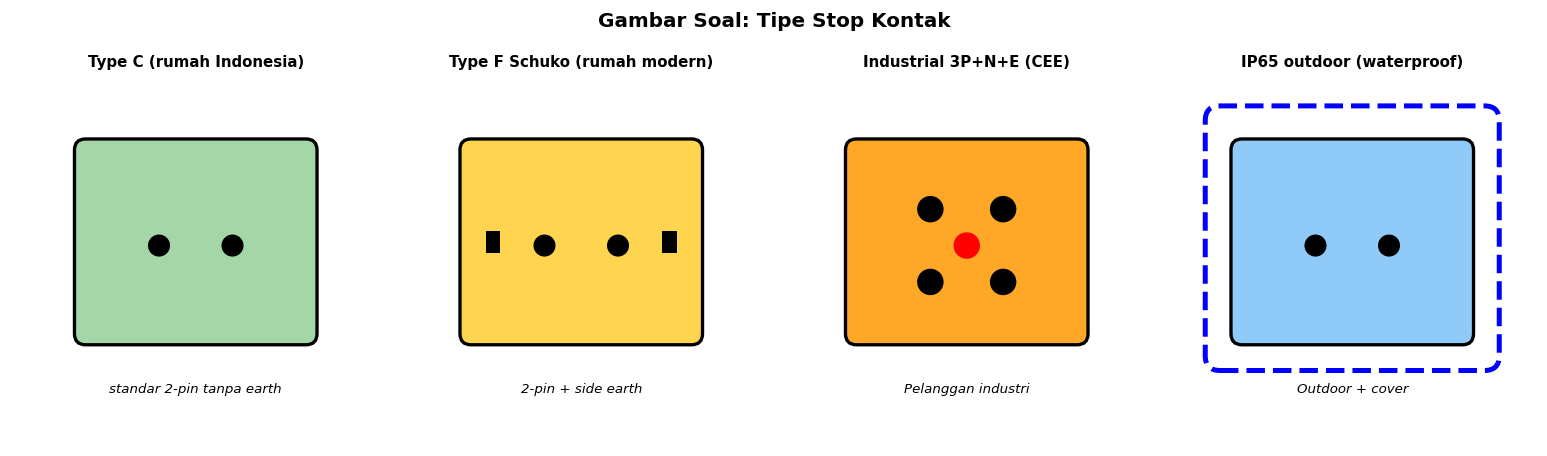 Gambar Soal: Tipe Stop Kontak
Type C (rumah Indonesia)
Type F Schuko (rumah modern)
Industrial 3P+N+E (CEE)
IP65 outdoor (waterproof)
standar 2-pin tanpa earth
2-pin + side earth
Pelanggan industri
Outdoor + cover